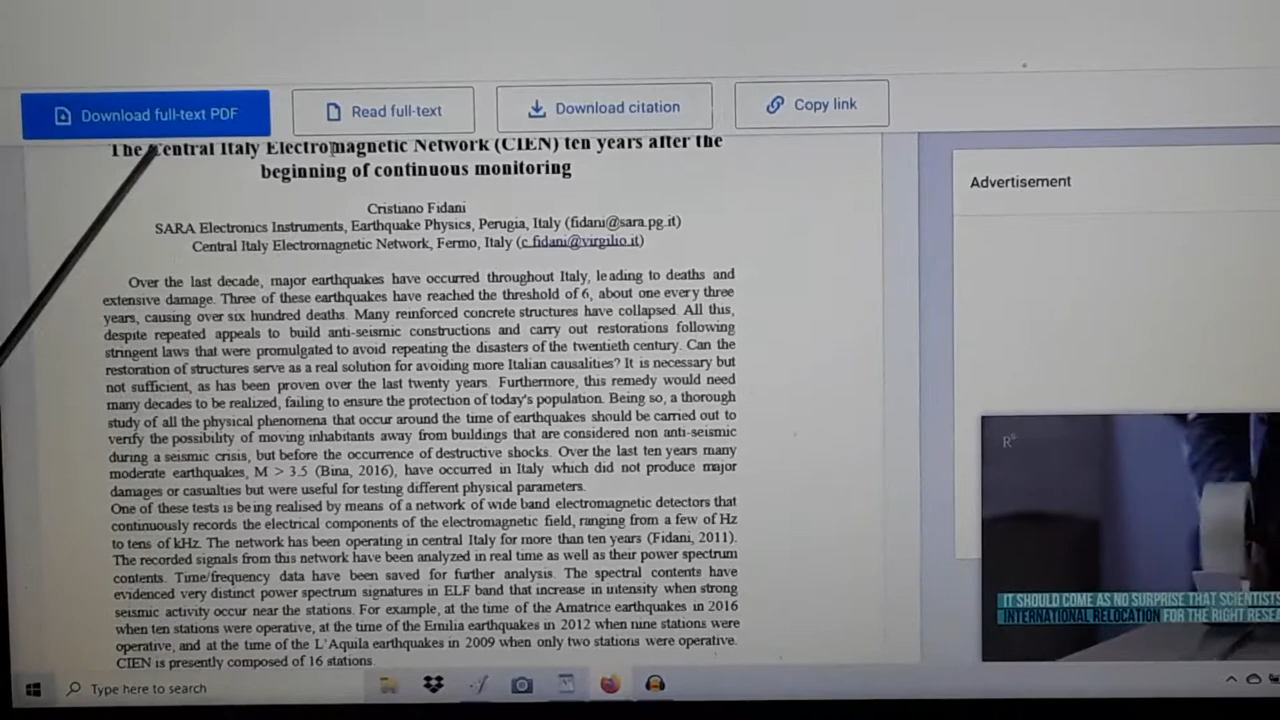 Download full-text PDF
Read full-text
Download citation
Copy link
The Central Italy Electromagnetic Network (CIEN) ten years after the
beginning of continuous monitoring
Cristiano Fidani
SARA Electronics Instruments, Earthquake Physics, Perugia, Italy (fidani@sara.pg.it)
Central Italy Electromagnetic Network, Fermo, Italy (c.fidani@virgilio.it)
Over the last decade, major earthquakes have occurred throughout Italy, leading to deaths and
extensive damage. Three of these earthquakes have reached the threshold of 6, about one every three
years, causing over six hundred deaths. Many reinforced concrete structures have collapsed. All this,
despite repeated appeals to build anti-seismic constructions and carry out restorations following
stringent laws that were promulgated to avoid repeating the disasters of the twentieth century. Can the
restoration of structures serve as a real solution for avoiding more Italian causalities? It is necessary but
not sufficient, as has been proven over the last twenty years. Furthermore, this remedy would need
many decades to be realized, failing to ensure the protection of today's population. Being so, a thorough
study of all the physical phenomena that occur around the time of earthquakes should be carried out to
verify the possibility of moving inhabitants away from buildings that are considered non anti-seismic
during a seismic crisis, but before the occurrence of destructive shocks. Over the last ten years many
moderate earthquakes, M > 3.5 (Bina, 2016), have occurred in Italy which did not produce major
damages or casualties but were useful for testing different physical parameters.
One of these tests is being realised by means of a network of wide band electromagnetic detectors that
continuously records the electrical components of the electromagnetic field, ranging from a few of Hz
to tens of kHz. The network has been operating in central Italy for more than ten years (Fidani, 2011).
The recorded signals from this network have been analyzed in real time as well as their power spectrum
contents. Time/frequency data have been saved for further analysis. The spectral contents have
evidenced very distinct power spectrum signatures in ELF band that increase in intensity when strong
seismic activity occur near the stations. For example, at the time of the Amatrice earthquakes in 2016
when ten stations were operative, at the time of the Emilia earthquakes in 2012 when nine stations were
operative, and at the time of the L'Aquila earthquakes in 2009 when only two stations were operative.
CIEN is presently composed of 16 stations.
Advertisement
R
IT SHOULD COME AS NO SURPRISE THAT SCIENTISTS
INTERNATIONAL RELOCATION FOR THE RIGHT
Type here to search